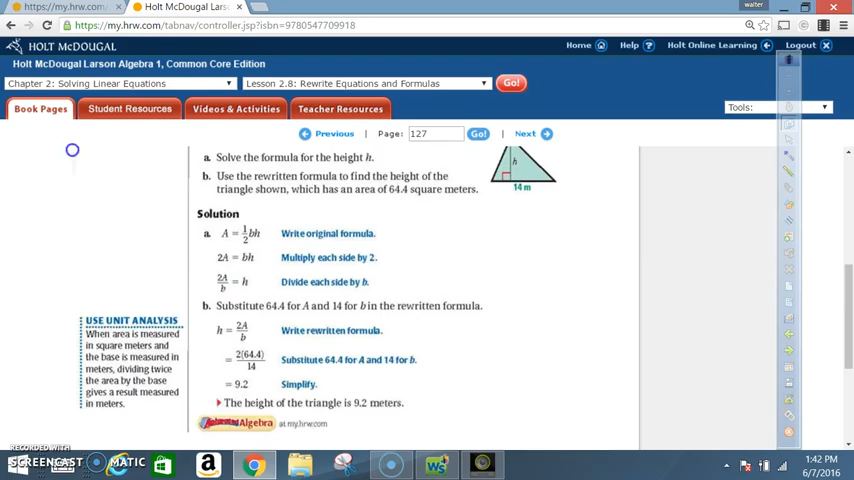 walter
https://my.hrw.com/tabnav/co
Holt McDougal Larson Alge
https://my.hrw.com/tabnav/controller.jsp?isbn=9780547709918
HOLT MCDOUGAL
Home
Help
Holt Online Learning
Logout
Holt McDougal Larson Algebra 1, Common Core Edition
Chapter 2: Solving Linear Equations
Lesson 2.8: Rewrite Equations and Formulas
Go!
Book Pages
Student Resources
Videos & Activities
Teacher Resources
Tools:
Previous | Page: 127 Go! | Next
a. Solve the formula for the height h.
b. Use the rewritten formula to find the height of the
triangle shown, which has an area of 64.4 square meters.
h
14 m
Solution
a. A = 1/2 bh Write original formula.
2A = bh Multiply each side by 2.
2A/b = h Divide each side by b.
b. Substitute 64.4 for A and 14 for b in the rewritten formula.
h = 2A/b Write rewritten formula.
= 2(64.4)/14 Substitute 64.4 for A and 14 for b.
= 9.2 Simplify.
The height of the triangle is 9.2 meters.
Algebra at my.hrw.com
USE UNIT ANALYSIS
When area is measured
in square meters and
the base is measured in
meters, dividing twice
the area by the base
gives a result measured
in meters.
RECORDED WITH
SCREENCAST MATIC
1:42 PM
6/7/2016